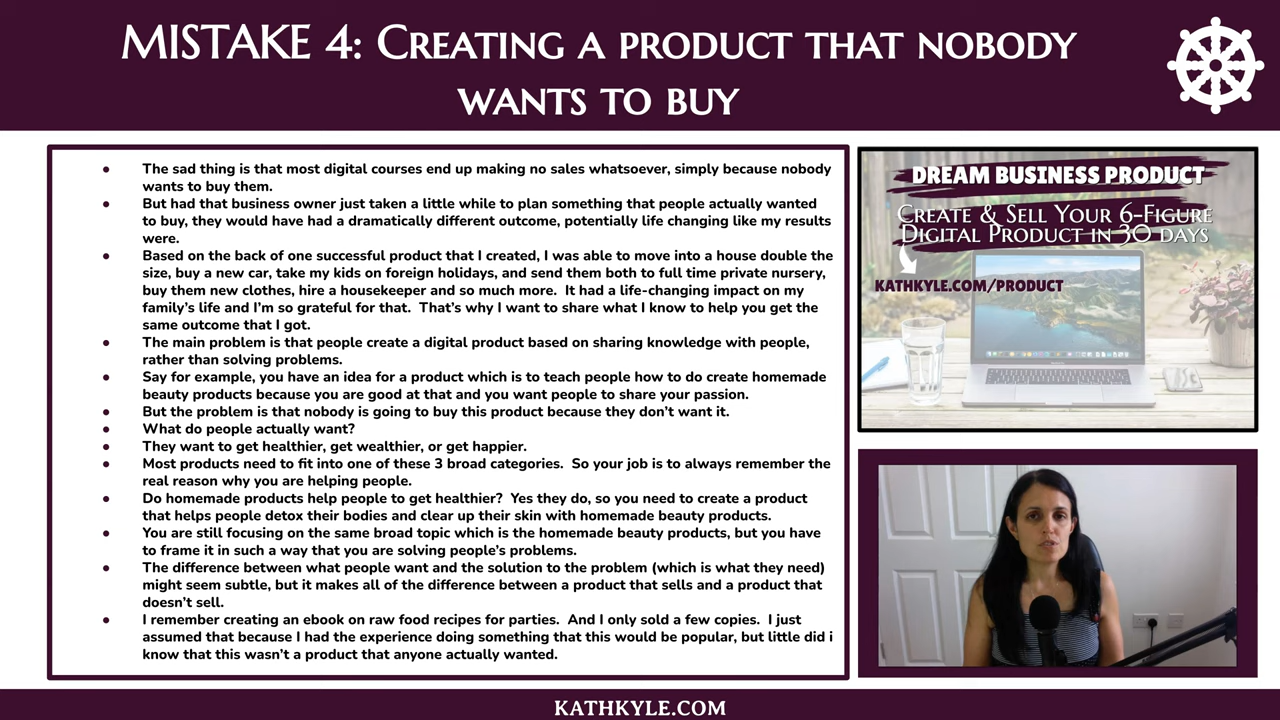 MISTAKE 4: CREATING A PRODUCT THAT NOBODY
WANTS TO BUY
The sad thing is that most digital courses end up making no sales whatsoever, simply because nobody
wants to buy them.
But had that business owner just taken a little while to plan something that people actually wanted
to buy, they would have had a dramatically different outcome, potentially life changing like my results
were.
Based on the back of one successful product that I created, I was able to move into a house double the
size, buy a new car, take my kids on foreign holidays, and send them both to full time private nursery,
buy them new clothes, hire a housekeeper and so much more.  It had a life-changing impact on my
family's life and I'm so grateful for that.  That's why I want to share what I know to help you get the
same outcome that I got.
The main problem is that people create a digital product based on sharing knowledge with people,
rather than solving problems.
Say for example, you have an idea for a product which is to teach people how to do create homemade
beauty products because you are good at that and you want people to share your passion.
But the problem is that nobody is going to buy this product because they don't want it.
What do people actually want?
They want to get healthier, get wealthier, or get happier.
Most products need to fit into one of these 3 broad categories.  So your job is to always remember the
real reason why you are helping people.
Do homemade products help people to get healthier?  Yes they do, so you need to create a product
that helps people detox their bodies and clear up their skin with homemade beauty products.
You are still focusing on the same broad topic which is the homemade beauty products, but you have
to frame it in such a way that you are solving people's problems.
The difference between what people want and the solution to the problem (which is what they need)
might seem subtle, but it makes all of the difference between a product that sells and a product that
doesn't sell.
I remember creating an ebook on raw food recipes for parties.  And I only sold a few copies.  I just
assumed that because I had the experience doing something that this would be popular, but little did i
know that this wasn't a product that anyone actually wanted.
DREAM BUSINESS PRODUCT
CREATE & SELL YOUR 6-FIGURE
DIGITAL PRODUCT IN 30 DAYS
KATHKYLE.COM/PRODUCT
KATHKYLE.COM